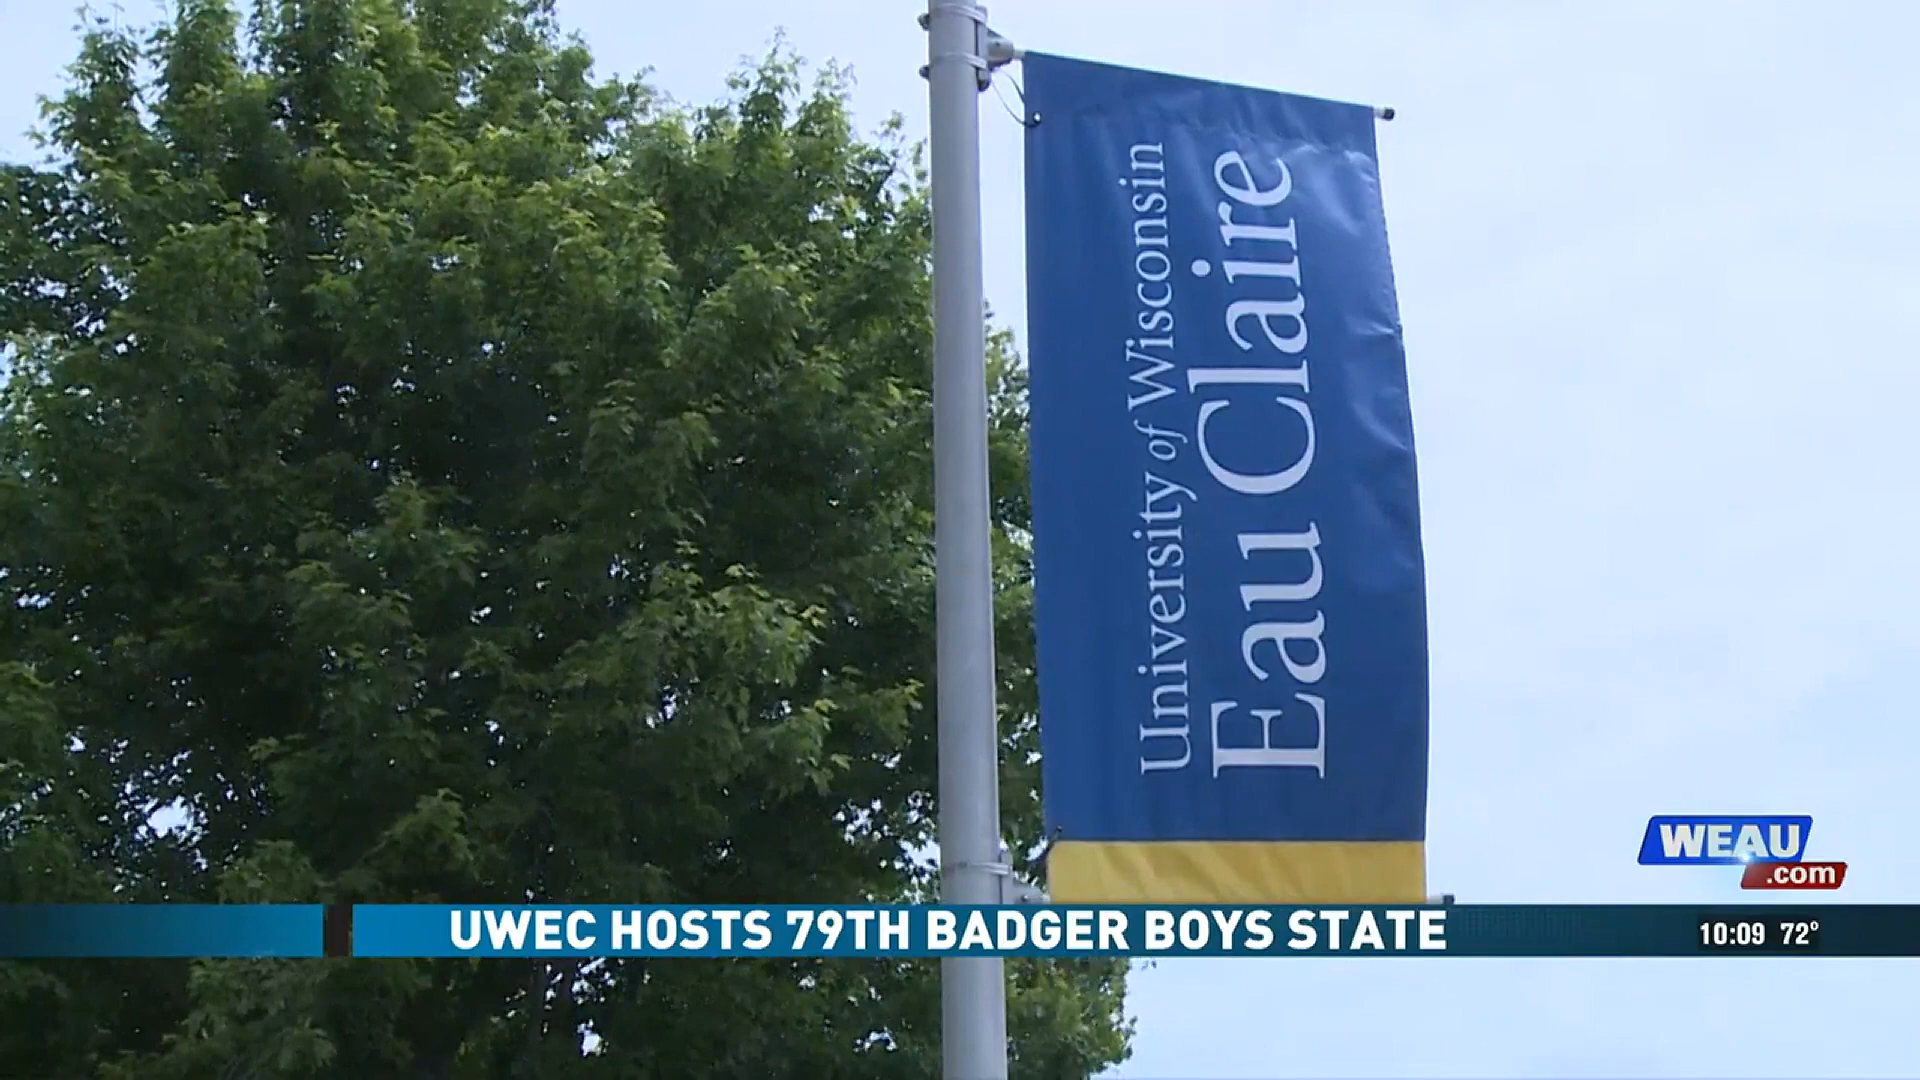 University of Wisconsin
Eau Claire
WEAU
.com
UWEC HOSTS 79TH BADGER BOYS STATE
10:09 72°